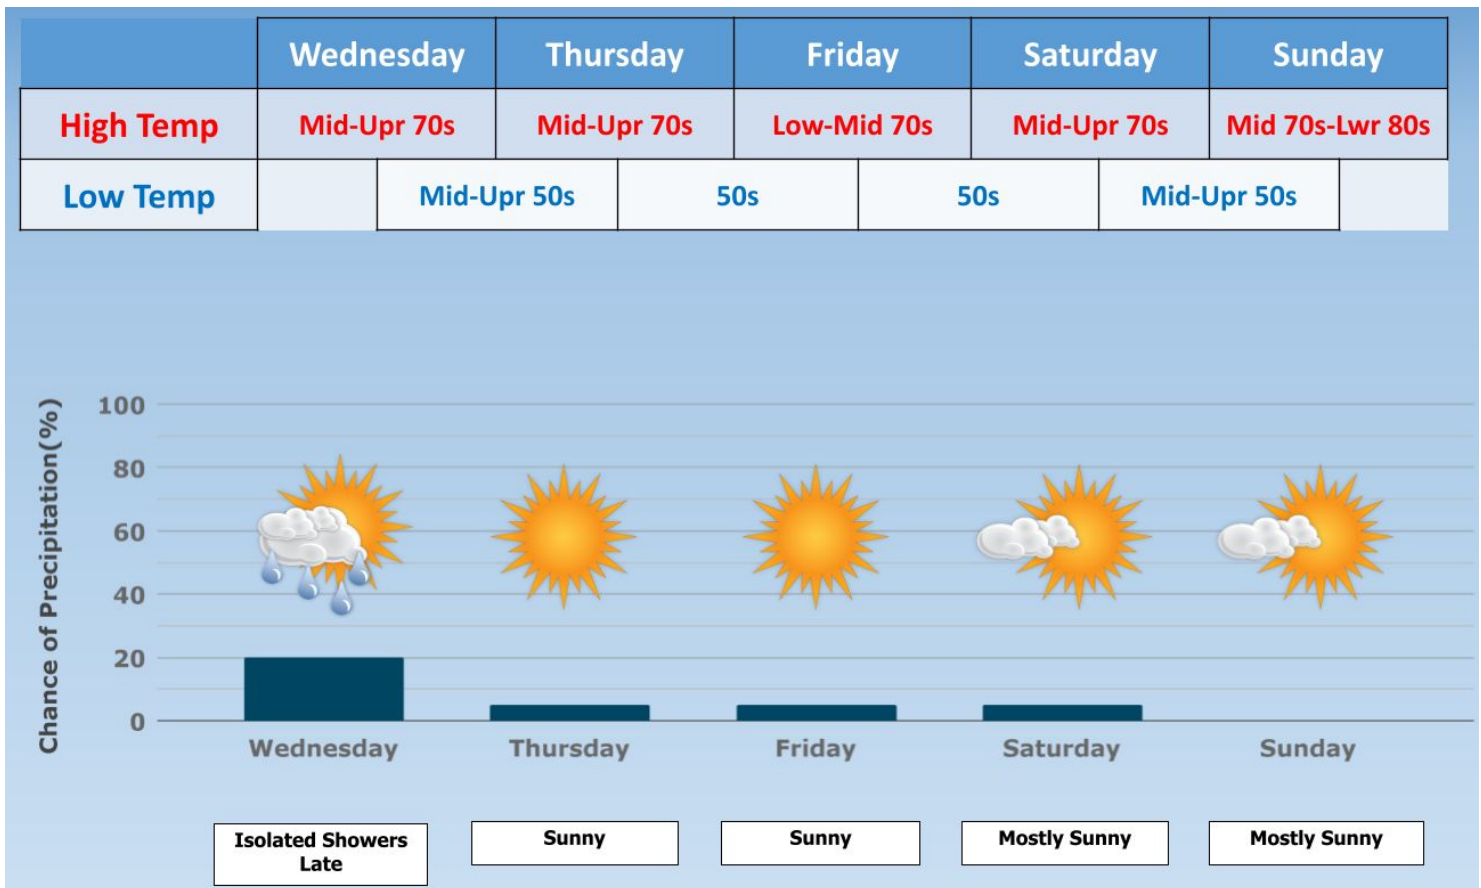 Wednesday Thursday Friday Saturday Sunday
High Temp Mid-Upr 70s Mid-Upr 70s Low-Mid 70s Mid-Upr 70s Mid 70s-Lwr 80s
Low Temp Mid-Upr 50s 50s 50s Mid-Upr 50s
Chance of Precipitation(%)
100
80
60
40
20
0
Wednesday Thursday Friday Saturday Sunday
Isolated Showers
Late
Sunny
Sunny
Mostly Sunny
Mostly Sunny